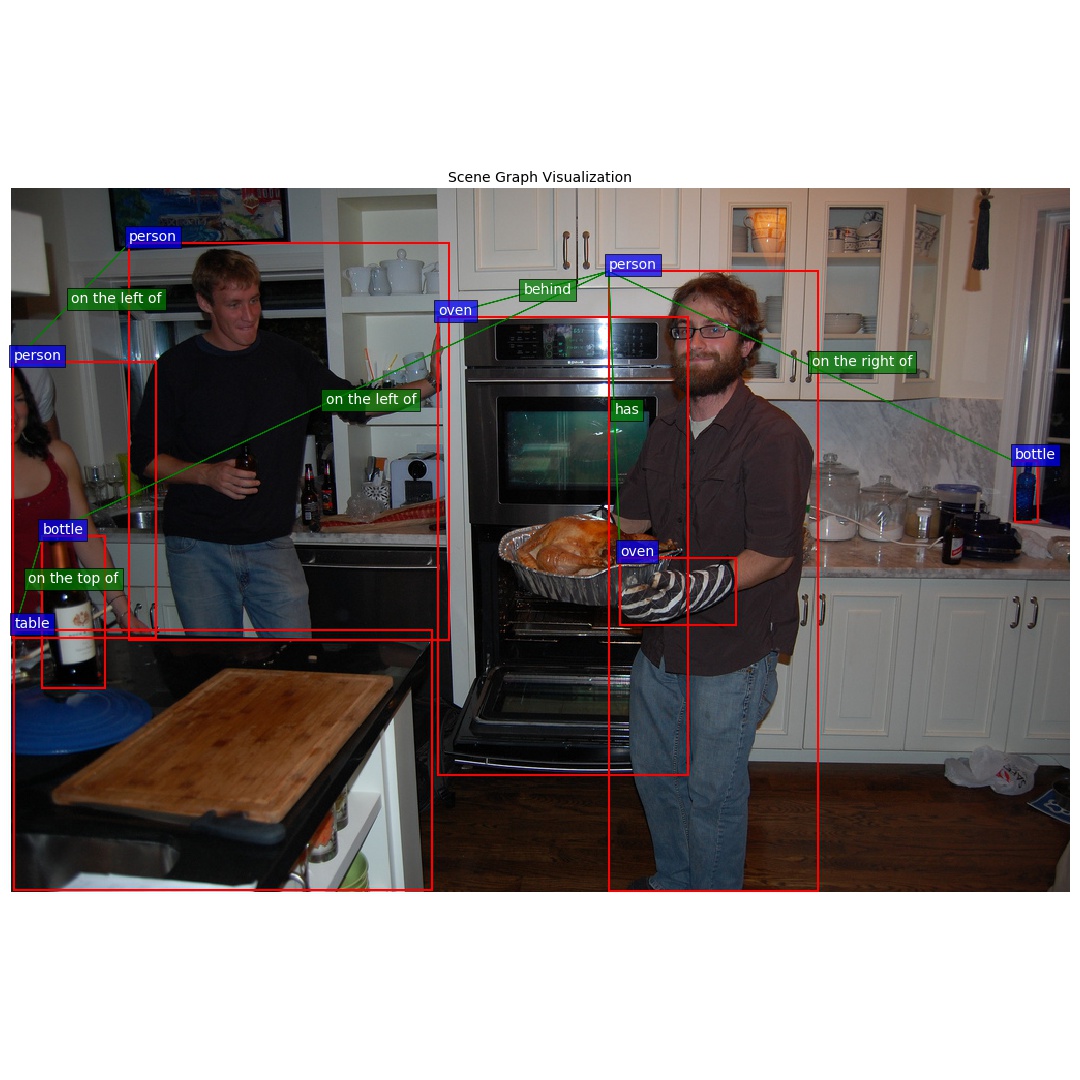 Scene Graph Visualization
person
on the left of
person
behind
oven
person
on the left of
on the right of
has
bottle
bottle
oven
on the top of
table